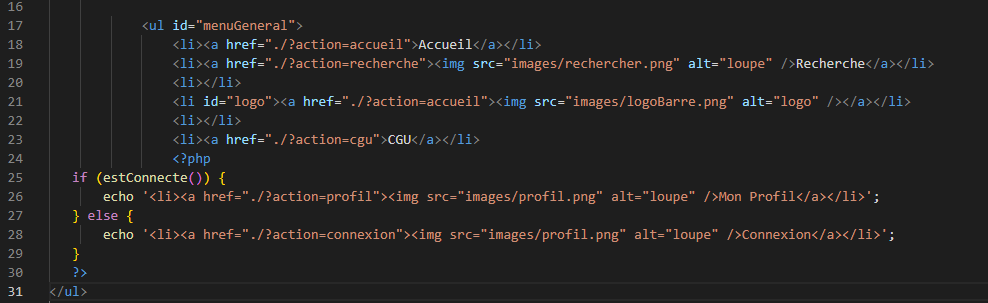 16
17 <ul id="menuGeneral">
18 <li><a href="./?action=accueil">Accueil</a></li>
19 <li><a href="./?action=recherche"><img src="images/rechercher.png" alt="loupe" />Recherche</a></li>
20 <li></li>
21 <li id="logo"><a href="./?action=accueil"><img src="images/logoBarre.png" alt="logo" /></a></li>
22 <li></li>
23 <li><a href="./?action=cgu">CGU</a></li>
24 <?php
25 if (estConnecte()) {
26 echo '<li><a href="./?action=profil"><img src="images/profil.png" alt="loupe" />Mon Profil</a></li>';
27 } else {
28 echo '<li><a href="./?action=connexion"><img src="images/profil.png" alt="loupe" />Connexion</a></li>';
29 }
30 ?>
31 </ul>